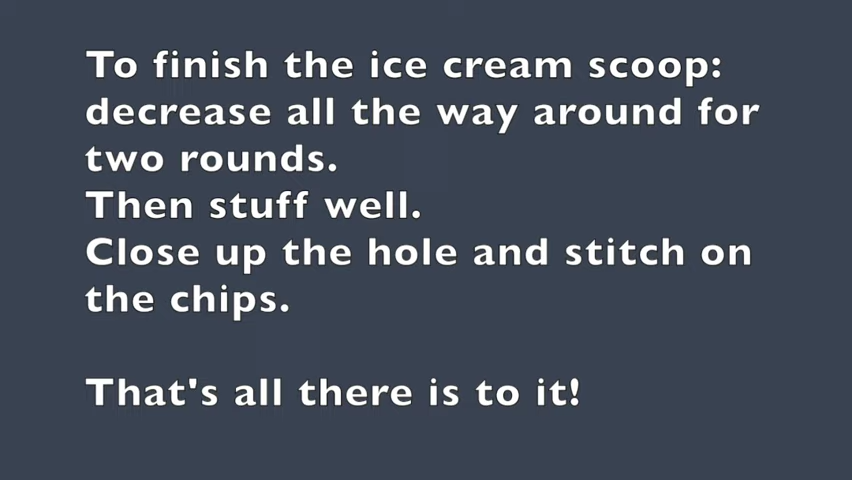 To finish the ice cream scoop:
decrease all the way around for
two rounds.
Then stuff well.
Close up the hole and stitch on
the chips.
That's all there is to it!